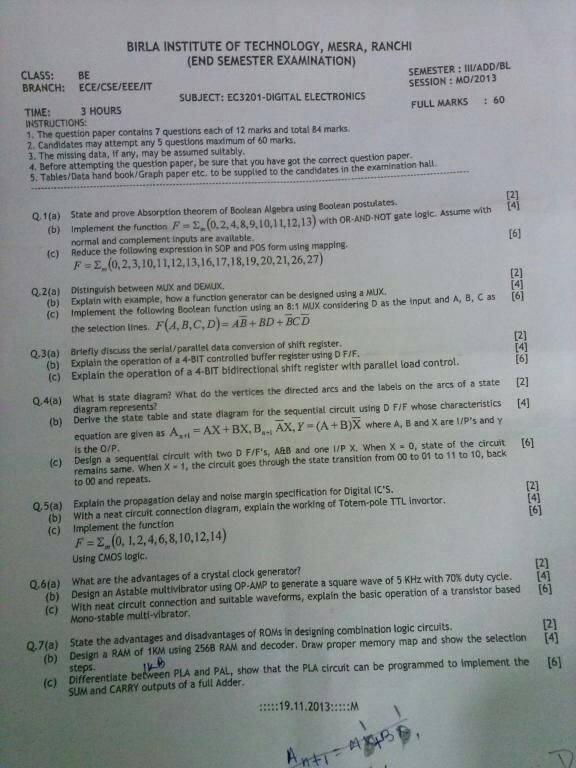 BIRLA INSTITUTE OF TECHNOLOGY, MESRA, RANCHI
(END SEMESTER EXAMINATION)
CLASS: BE SEMESTER : III/ADD/BL
BRANCH: ECE/CSE/EEE/IT SESSION : MO/2013
SUBJECT: EC3201-DIGITAL ELECTRONICS
TIME: 3 HOURS FULL MARKS : 60
INSTRUCTIONS:
1. The question paper contains 7 questions each of 12 marks and total 84 marks.
2. Candidates may attempt any 5 questions maximum of 60 marks.
3. The missing data, if any, may be assumed suitably.
4. Before attempting the question paper, be sure that you have got the correct question paper.
5. Tables/Data hand book/Graph paper etc. to be supplied to the candidates in the examination hall.
Q.1(a) State and prove Absorption theorem of Boolean Algebra using Boolean postulates. [2]
(b) Implement the function F = Σm(0,2,4,8,9,10,11,12,13) with OR-AND-NOT gate logic. Assume with [4]
normal and complement inputs are available.
(c) Reduce the following expression in SOP and POS form using mapping. [6]
F = Σm(0,2,3,10,11,12,13,16,17,18,19,20,21,26,27)
Q.2(a) Distinguish between MUX and DEMUX. [2]
(b) Explain with example, how a function generator can be designed using a MUX. [4]
(c) Implement the following Boolean function using an 8:1 MUX considering D as the input and A, B, C as [6]
the selection lines. F(A,B,C,D) = AB̅ + BD + B̅CD̅
Q.3(a) Briefly discuss the serial/parallel data conversion of shift register. [2]
(b) Explain the operation of a 4-BIT controlled buffer register using D F/F. [4]
(c) Explain the operation of a 4-BIT bidirectional shift register with parallel load control. [6]
Q.4(a) What is state diagram? What do the vertices the directed arcs and the labels on the arcs of a state [2]
diagram represents?
(b) Derive the state table and state diagram for the sequential circuit using D F/F whose characteristics [4]
equation are given as Aₙ₊₁ = AX + BX, Bₙ₊₁ A̅X, Y = (A + B)X̅ where A, B and X are I/P's and y
is the O/P.
(c) Design a sequential circuit with two D F/F's, A&B and one I/P X. When X = 0, state of the circuit [6]
remains same. When X = 1, the circuit goes through the state transition from 00 to 01 to 11 to 10, back
to 00 and repeats.
Q.5(a) Explain the propagation delay and noise margin specification for Digital IC'S. [2]
(b) With a neat circuit connection diagram, explain the working of Totem-pole TTL invortor. [4]
(c) Implement the function [6]
F = Σm(0, 1,2,4,6,8,10,12,14)
Using CMOS logic.
Q.6(a) What are the advantages of a crystal clock generator? [2]
(b) Design an Astable multivibrator using OP-AMP to generate a square wave of 5 KHz with 70% duty cycle. [4]
(c) With neat circuit connection and suitable waveforms, explain the basic operation of a transistor based [6]
Mono-stable multi-vibrator.
Q.7(a) State the advantages and disadvantages of ROMs in designing combination logic circuits. [2]
(b) Design a RAM of 1KM using 256B RAM and decoder. Draw proper memory map and show the selection [4]
steps. 1KB
(c) Differentiate between PLA and PAL, show that the PLA circuit can be programmed to implement the [6]
SUM and CARRY outputs of a full Adder.
:::::19.11.2013:::::M
Aₙ₊₁ =